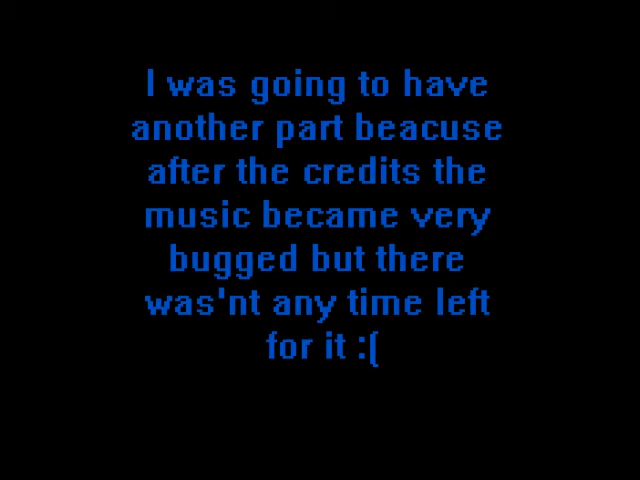 I was going to have
another part beacuse
after the credits the
music became very
bugged but there
was'nt any time left
for it :(